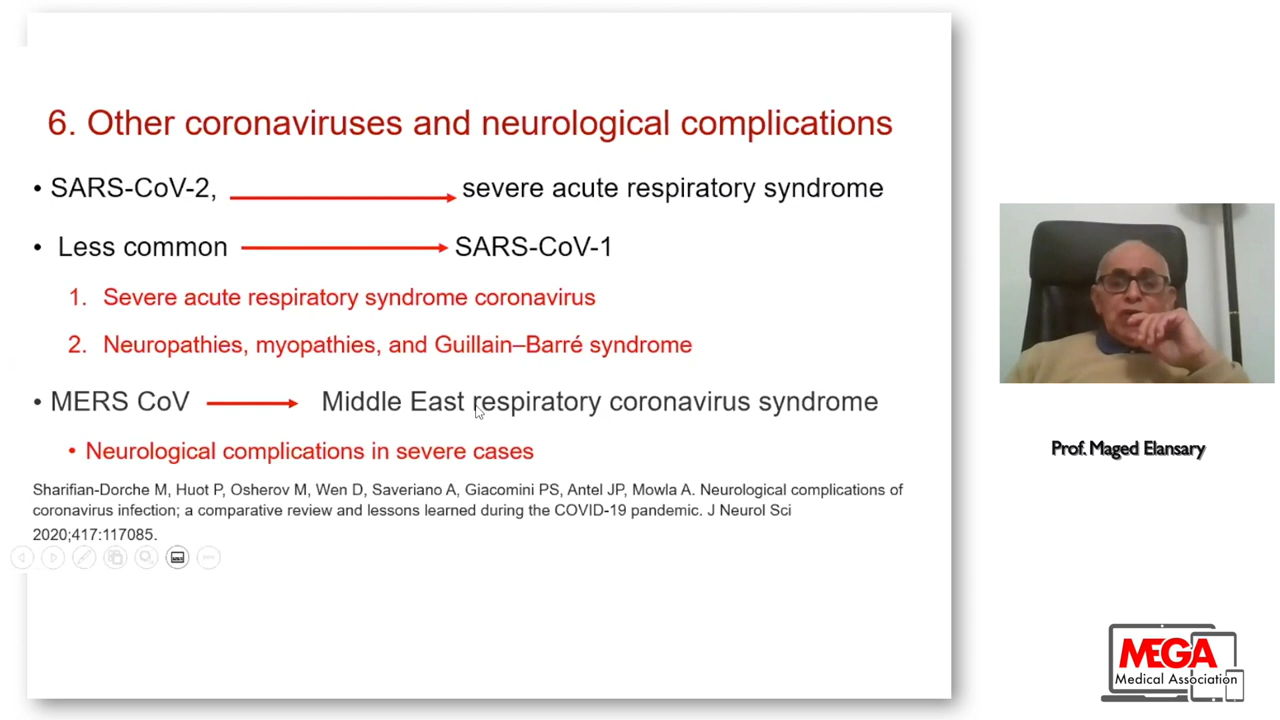 6. Other coronaviruses and neurological complications
• SARS-CoV-2, severe acute respiratory syndrome
• Less common SARS-CoV-1
1. Severe acute respiratory syndrome coronavirus
2. Neuropathies, myopathies, and Guillain–Barré syndrome
• MERS CoV Middle East respiratory coronavirus syndrome
• Neurological complications in severe cases
Sharifian-Dorche M, Huot P, Osherov M, Wen D, Saveriano A, Giacomini PS, Antel JP, Mowla A. Neurological complications of
coronavirus infection; a comparative review and lessons learned during the COVID-19 pandemic. J Neurol Sci
2020;417:117085.
Prof. Maged Elansary
MEGA
Medical Association